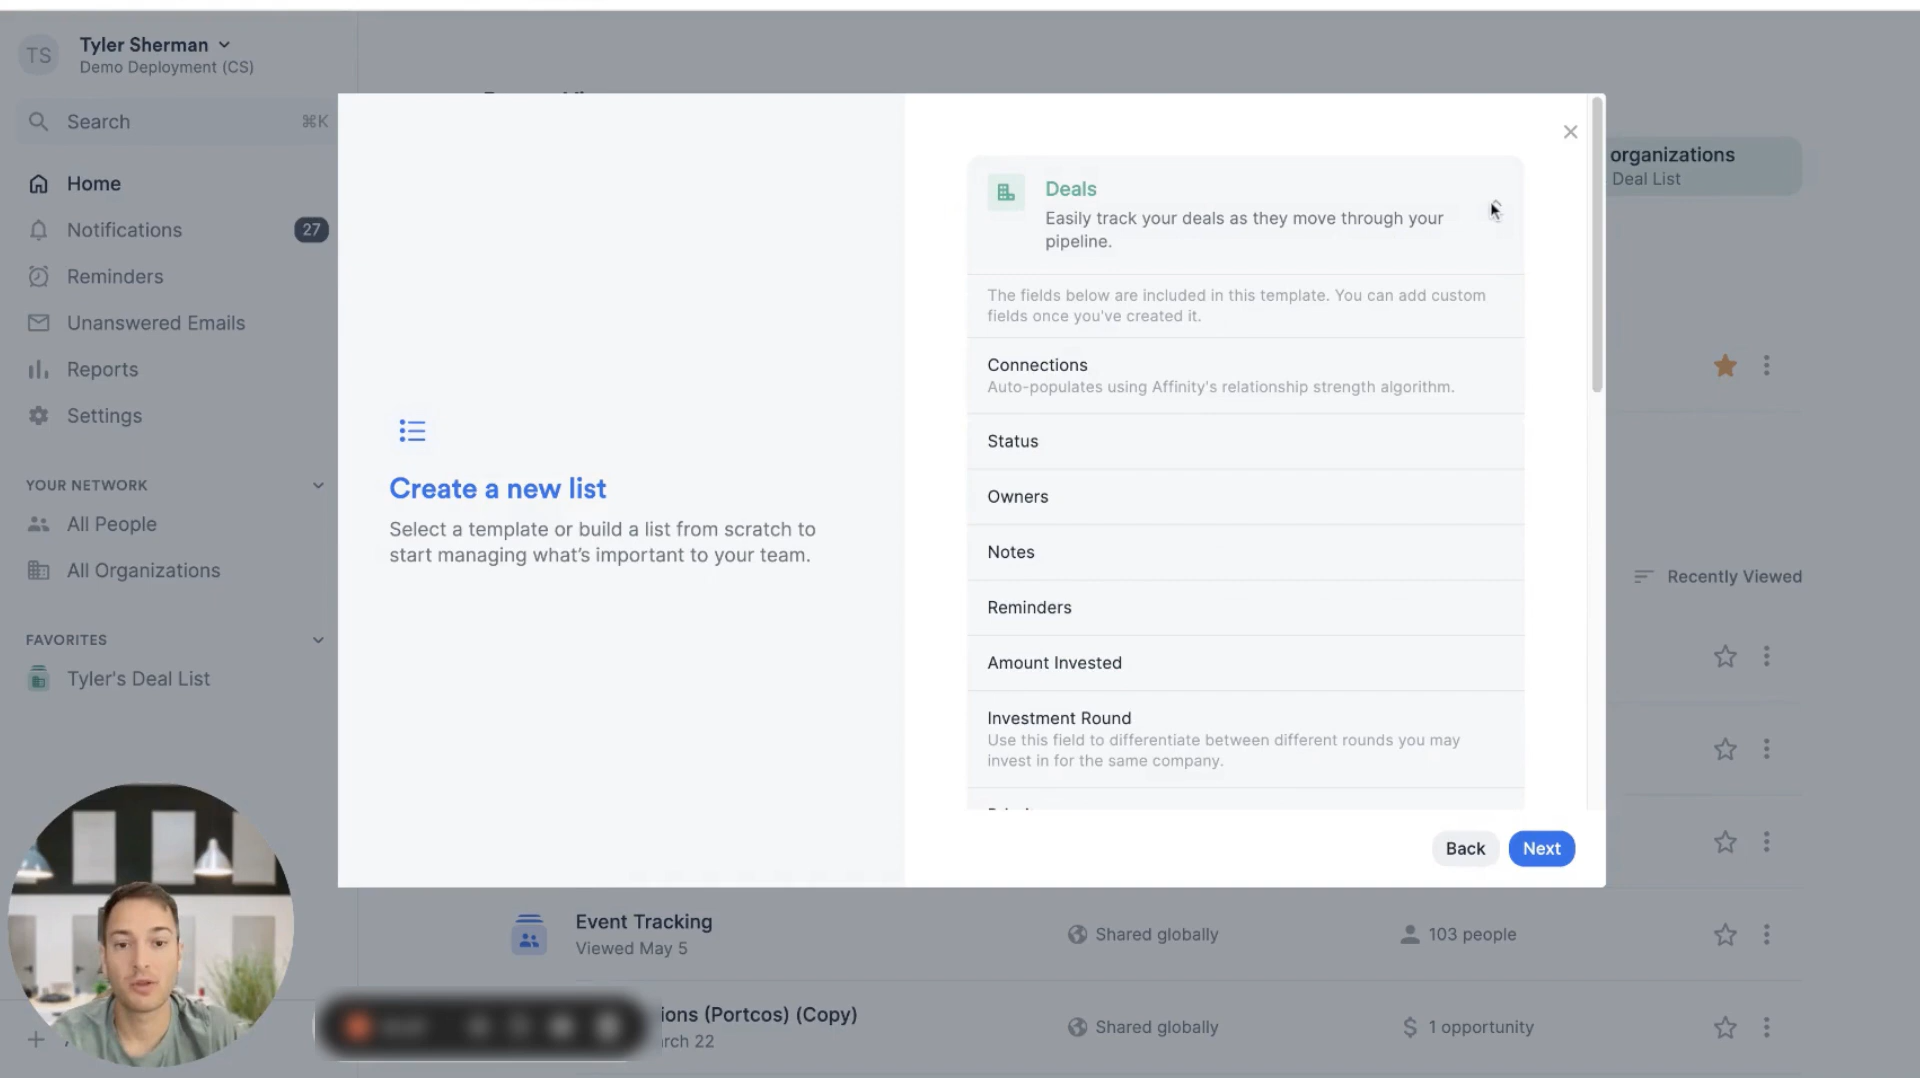 TS
Tyler Sherman
Demo Deployment (CS)
Search
⌘K
Home
Notifications
27
Reminders
Unanswered Emails
Reports
Settings
YOUR NETWORK
All People
All Organizations
FAVORITES
Tyler's Deal List
Create a new list
Select a template or build a list from scratch to
start managing what's important to your team.
Deals
Easily track your deals as they move through your
pipeline.
The fields below are included in this template. You can add custom
fields once you've created it.
Connections
Auto-populates using Affinity's relationship strength algorithm.
Status
Owners
Notes
Reminders
Amount Invested
Investment Round
Use this field to differentiate between different rounds you may
invest in for the same company.
Back
Next
organizations
Deal List
Recently Viewed
Event Tracking
Viewed May 5
Shared globally
103 people
ions (Portcos) (Copy)
rch 22
Shared globally
1 opportunity